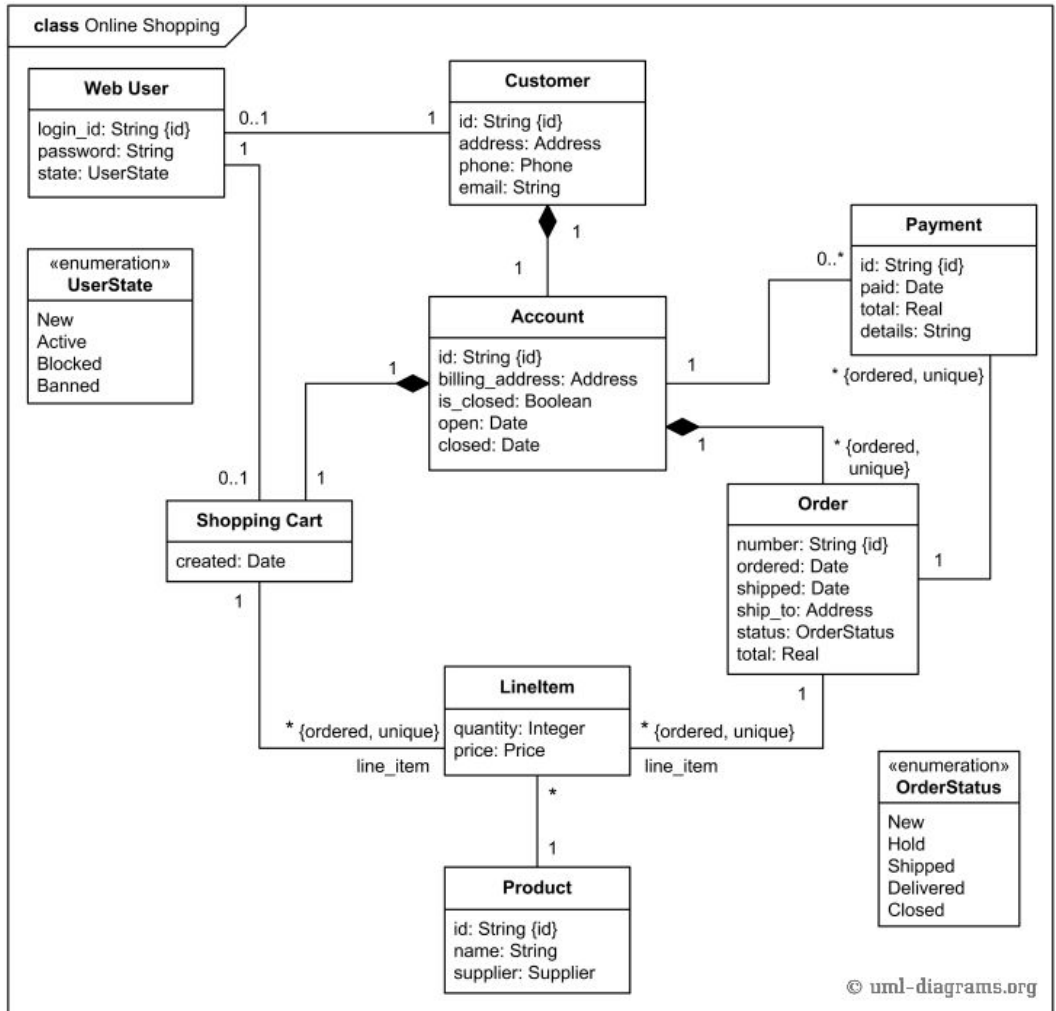 class Online Shopping
Web User
login_id: String {id}
password: String
state: UserState
0..1
1
1
Customer
id: String {id}
address: Address
phone: Phone
email: String
1
1
«enumeration»
UserState
New
Active
Blocked
Banned
Payment
id: String {id}
paid: Date
total: Real
details: String
0..*
* {ordered, unique}
Account
id: String {id}
billing_address: Address
is_closed: Boolean
open: Date
closed: Date
1
1
1
* {ordered,
unique}
0..1
1
Shopping Cart
created: Date
1
Order
number: String {id}
ordered: Date
shipped: Date
ship_to: Address
status: OrderStatus
total: Real
1
1
LineItem
quantity: Integer
price: Price
* {ordered, unique}
line_item
* {ordered, unique}
line_item
*
1
Product
id: String {id}
name: String
supplier: Supplier
«enumeration»
OrderStatus
New
Hold
Shipped
Delivered
Closed
© uml-diagrams.org